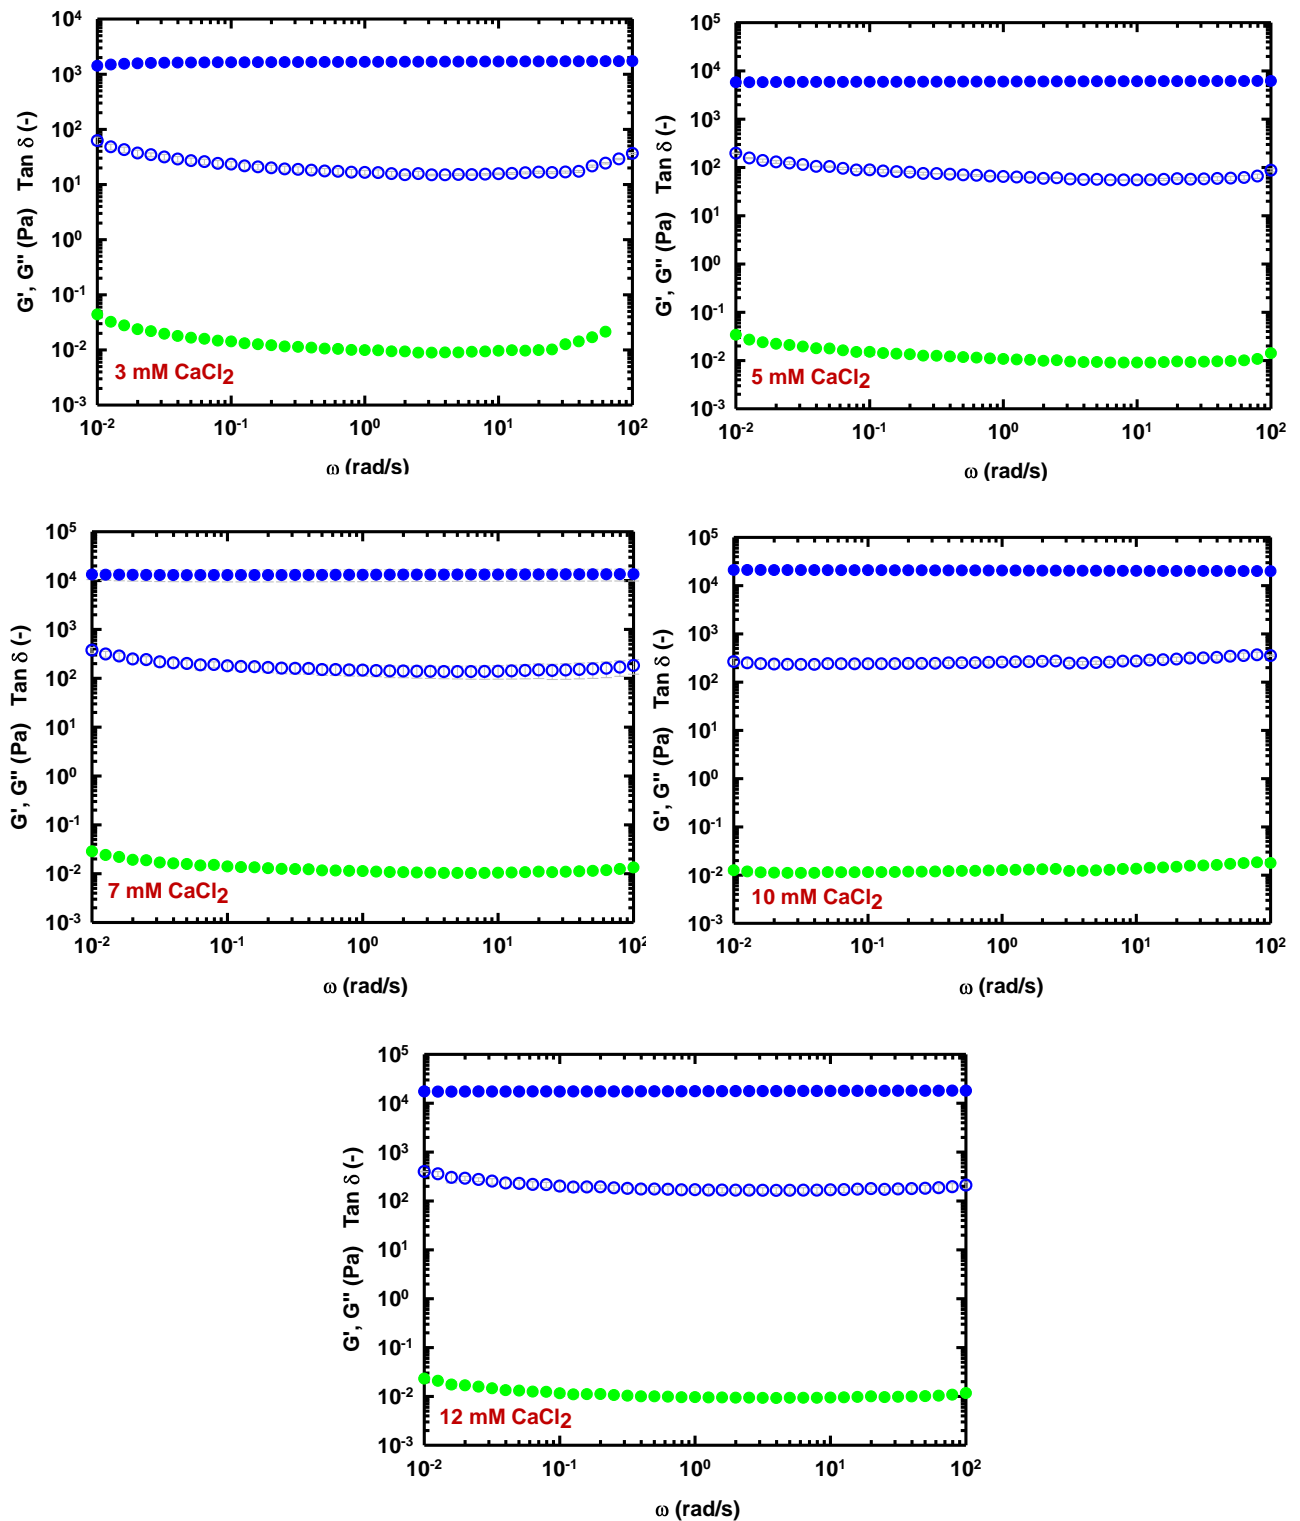 10⁴
10³
10²
10¹
10⁰
10⁻¹
10⁻²
10⁻³
G', G'' (Pa) Tan δ (-)
3 mM CaCl₂
10⁻² 10⁻¹ 10⁰ 10¹ 10²
ω (rad/s)
10⁵
10⁴
10³
10²
10¹
10⁰
10⁻¹
10⁻²
10⁻³
G', G'' (Pa) Tan δ (-)
5 mM CaCl₂
10⁻² 10⁻¹ 10⁰ 10¹ 10²
ω (rad/s)
10⁵
10⁴
10³
10²
10¹
10⁰
10⁻¹
10⁻²
10⁻³
G', G'' (Pa) Tan δ (-)
7 mM CaCl₂
10⁻² 10⁻¹ 10⁰ 10¹ 10²
ω (rad/s)
10⁵
10⁴
10³
10²
10¹
10⁰
10⁻¹
10⁻²
10⁻³
G', G'' (Pa) Tan δ (-)
10 mM CaCl₂
10⁻² 10⁻¹ 10⁰ 10¹ 10²
ω (rad/s)
10⁵
10⁴
10³
10²
10¹
10⁰
10⁻¹
10⁻²
10⁻³
G', G'' (Pa) Tan δ (-)
12 mM CaCl₂
10⁻² 10⁻¹ 10⁰ 10¹ 10²
ω (rad/s)